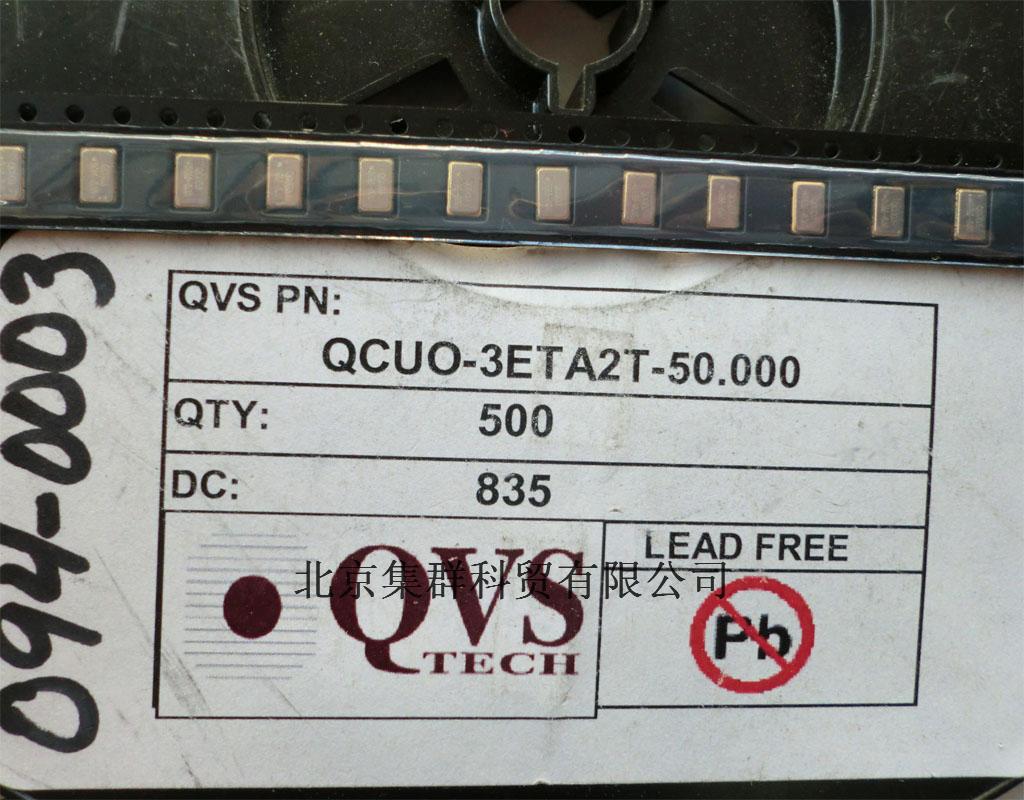 094-0003
QVS PN:
QCUO-3ETA2T-50.000
QTY: 500
DC: 835
LEAD FREE
QVS
TECH
Pb
北京集群科贸有限公司